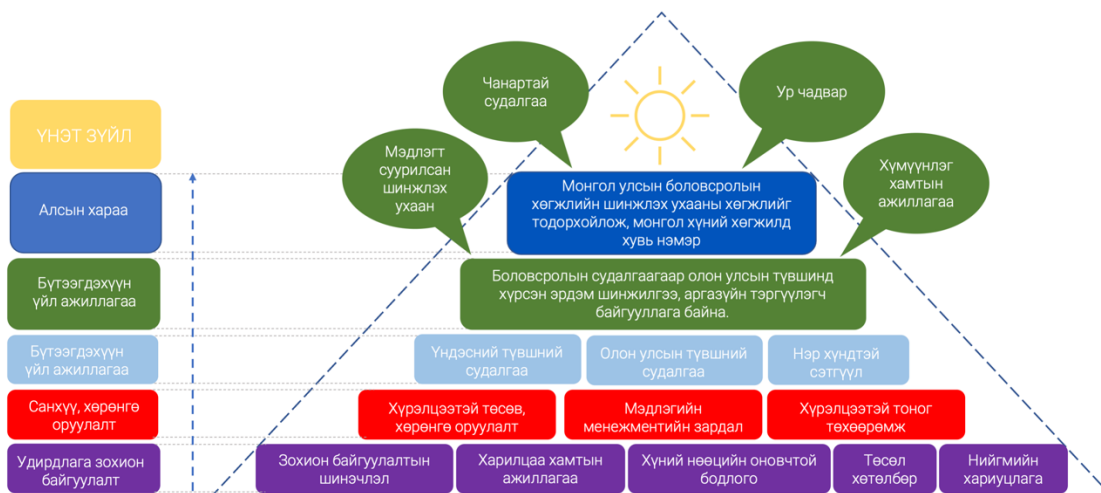 Чанартай
судалгаа
Ур чадвар
ҮНЭТ ЗҮЙЛ
Мэдлэгт
суурилсан
шинжлэх
ухаан
Хүмүүнлэг
хамтын
ажиллагаа
Алсын хараа
Монгол улсын боловсролын
хөгжлийн шинжлэх ухааны хөгжлийг
тодорхойлож, монгол хүний хөгжилд
хувь нэмэр
Бүтээгдэхүүн
үйл ажиллагаа
Боловсролын судалгаагаар олон улсын түвшинд
хүрсэн эрдэм шинжилгээ, аргазүйн тэргүүлэгч
байгууллага байна.
Бүтээгдэхүүн
үйл ажиллагаа
Үндэсний түвшний
судалгаа
Олон улсын түвшний
судалгаа
Нэр хүндтэй
сэтгүүл
Санхүү, хөрөнгө
оруулалт
Хүрэлцээтэй төсөв,
хөрөнгө оруулалт
Мэдлэгийн
менежментийн зардал
Хүрэлцээтэй тоног
төхөөрөмж
Удирдлага зохион
байгуулалт
Зохион байгуулалтын
шинэчлэл
Харилцаа хамтын
ажиллагаа
Хүний нөөцийн оновчтой
бодлого
Төсөл
хөтөлбөр
Нийгмийн
хариуцлага